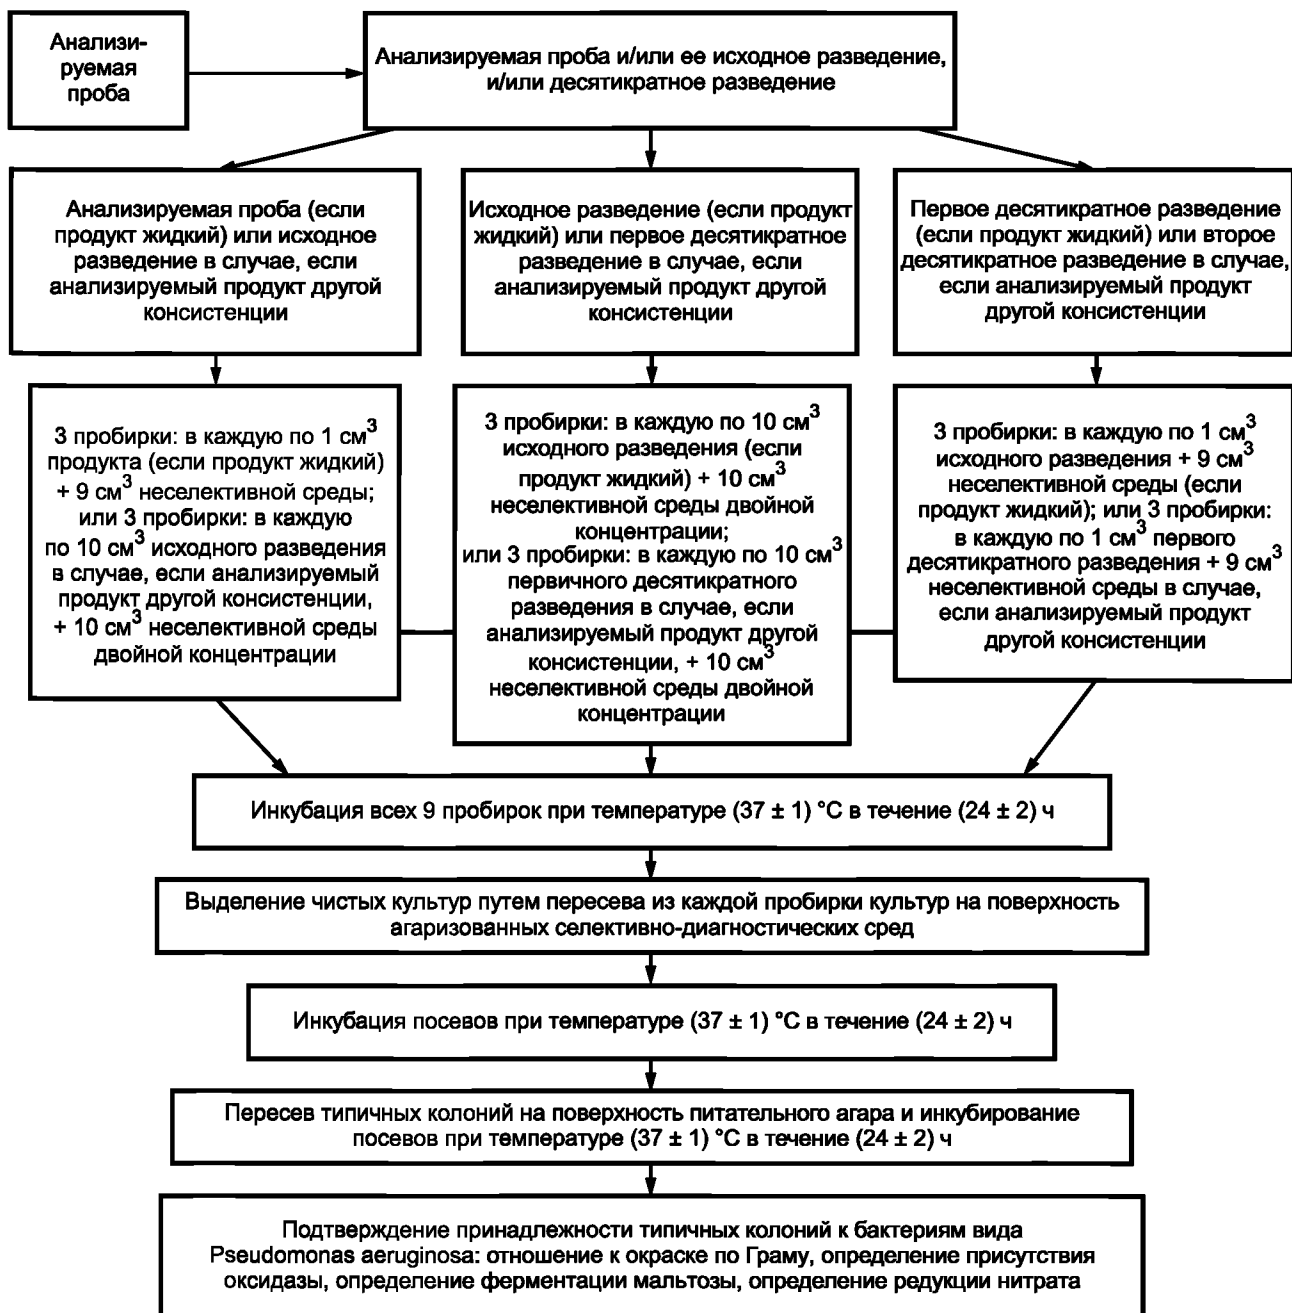 Анализи-
руемая
проба
Анализируемая проба и/или ее исходное разведение,
и/или десятикратное разведение
Анализируемая проба (если
продукт жидкий) или исходное
разведение в случае, если
анализируемый продукт другой
консистенции
Исходное разведение (если продукт
жидкий) или первое десятикратное
разведение в случае, если
анализируемый продукт другой
консистенции
Первое десятикратное разведение
(если продукт жидкий) или второе
десятикратное разведение в случае,
если анализируемый продукт
другой консистенции
3 пробирки: в каждую по 1 см³
продукта (если продукт жидкий)
+ 9 см³ неселективной среды;
или 3 пробирки: в каждую
по 10 см³ исходного разведения
в случае, если анализируемый
продукт другой консистенции,
+ 10 см³ неселективной среды
двойной концентрации
3 пробирки: в каждую по 10 см³
исходного разведения (если
продукт жидкий) + 10 см³
неселективной среды двойной
концентрации;
или 3 пробирки: в каждую по 10 см³
первичного десятикратного
разведения в случае, если
анализируемый продукт другой
консистенции, + 10 см³
неселективной среды двойной
концентрации
3 пробирки: в каждую по 1 см³
исходного разведения + 9 см³
неселективной среды (если
продукт жидкий); или 3 пробирки:
в каждую по 1 см³ первого
десятикратного разведения + 9 см³
неселективной среды в случае,
если анализируемый продукт
другой консистенции
Инкубация всех 9 пробирок при температуре (37 ± 1) °С в течение (24 ± 2) ч
Выделение чистых культур путем пересева из каждой пробирки культур на поверхность
агаризованных селективно-диагностических сред
Инкубация посевов при температуре (37 ± 1) °С в течение (24 ± 2) ч
Пересев типичных колоний на поверхность питательного агара и инкубирование
посевов при температуре (37 ± 1) °С в течение (24 ± 2) ч
Подтверждение принадлежности типичных колоний к бактериям вида
Pseudomonas aeruginosa: отношение к окраске по Граму, определение присутствия
оксидазы, определение ферментации мальтозы, определение редукции нитрата